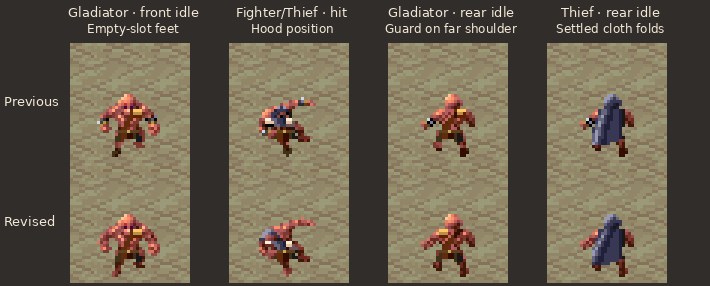 Gladiator · front idle
Empty-slot feet
Fighter/Thief · hit
Hood position
Gladiator · rear idle
Guard on far shoulder
Thief · rear idle
Settled cloth folds
Previous
Revised